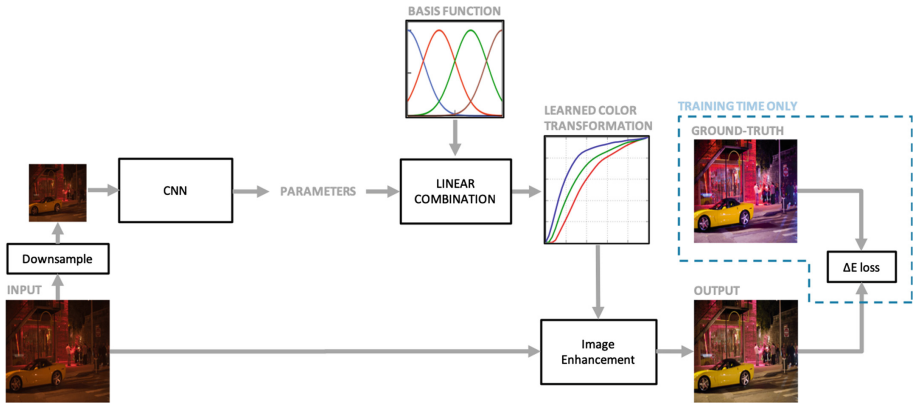 BASIS FUNCTION
LEARNED COLOR
TRANSFORMATION
TRAINING TIME ONLY
GROUND-TRUTH
CNN
PARAMETERS
LINEAR
COMBINATION
Downsample
ΔE loss
INPUT
OUTPUT
Image
Enhancement